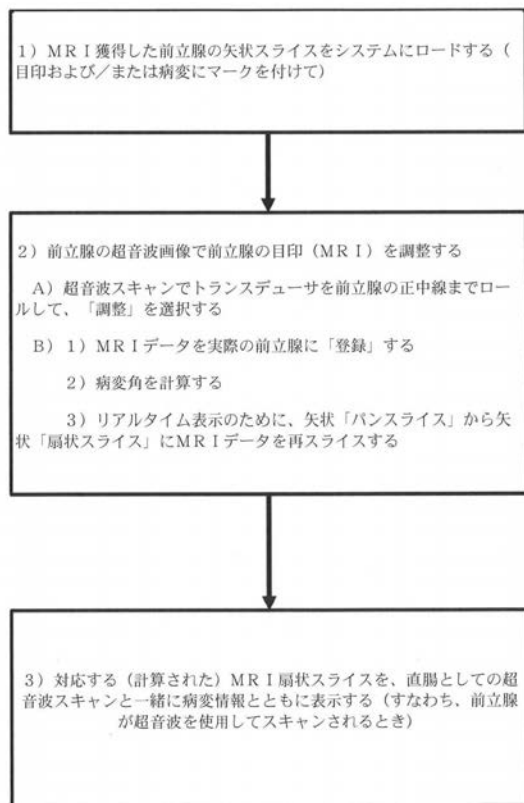 1）ＭＲＩ獲得した前立腺の矢状スライスをシステムにロードする（
目印および／または病変にマークを付けて）
2）前立腺の超音波画像で前立腺の目印（ＭＲＩ）を調整する
A）超音波スキャンでトランスデューサを前立腺の正中線までロ
ールして、「調整」を選択する
B）1）ＭＲＩデータを実際の前立腺に「登録」する
2）病変角を計算する
3）リアルタイム表示のために、矢状「パンスライス」から矢
状「扇状スライス」にＭＲＩデータを再スライスする
3）対応する（計算された）ＭＲＩ扇状スライスを、直腸としての超
音波スキャンと一緒に病変情報とともに表示する（すなわち、前立腺
が超音波を使用してスキャンされるとき）